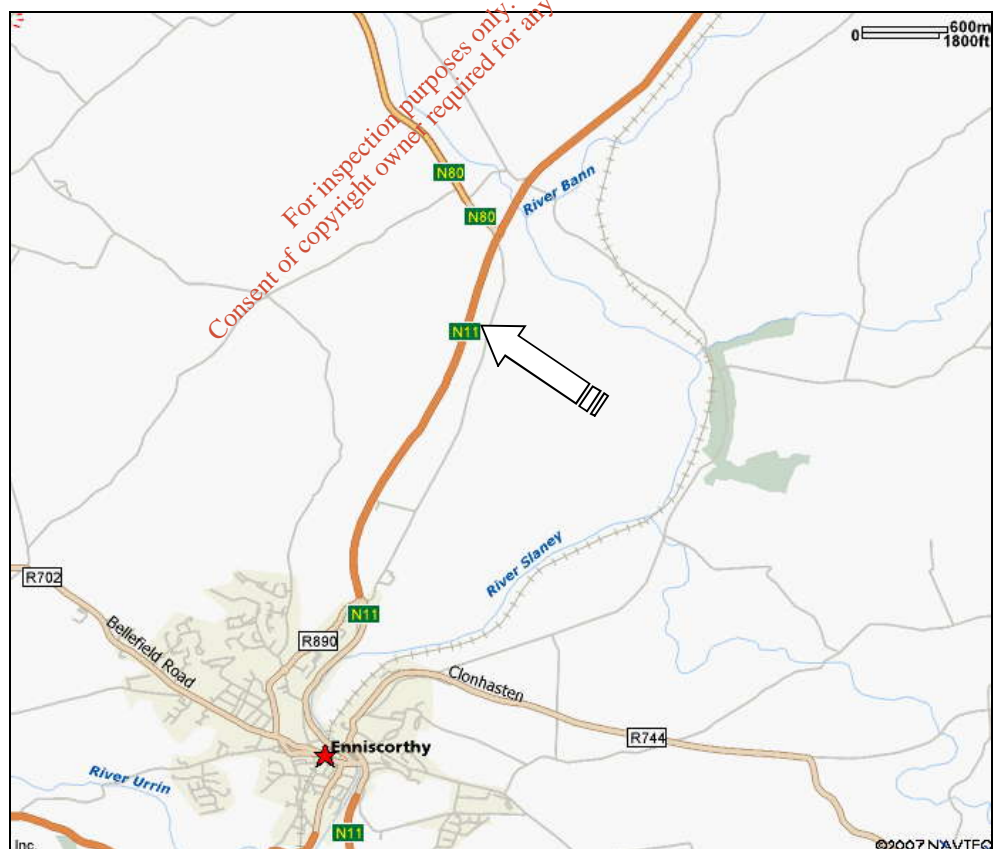 For inspection purposes only.
Consent of copyright owner required for any
0 600m
1800ft
N80
N80
River Bann
N11
River Slaney
R702
N11
Bellefield Road
R890
Clonhasten
R744
Enniscorthy
River Urrin
N11
Inc.
©2007 NAVTEQ